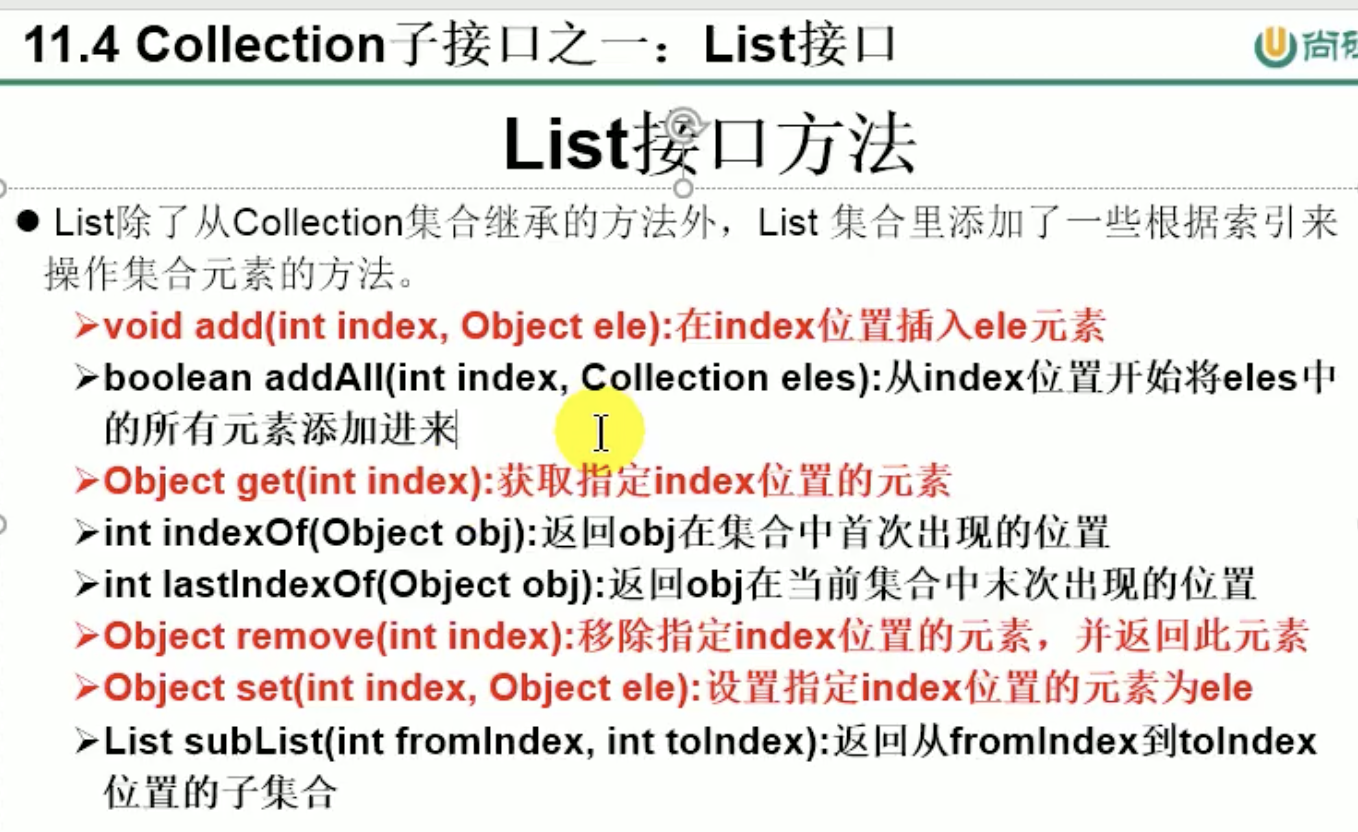 11.4 Collection子接口之一：List接口
尚硅
List接口方法
● List除了从Collection集合继承的方法外，List 集合里添加了一些根据索引来
操作集合元素的方法。
➢void add(int index, Object ele):在index位置插入ele元素
➢boolean addAll(int index, Collection eles):从index位置开始将eles中
的所有元素添加进来
➢Object get(int index):获取指定index位置的元素
➢int indexOf(Object obj):返回obj在集合中首次出现的位置
➢int lastIndexOf(Object obj):返回obj在当前集合中末次出现的位置
➢Object remove(int index):移除指定index位置的元素，并返回此元素
➢Object set(int index, Object ele):设置指定index位置的元素为ele
➢List subList(int fromIndex, int toIndex):返回从fromIndex到toIndex
位置的子集合